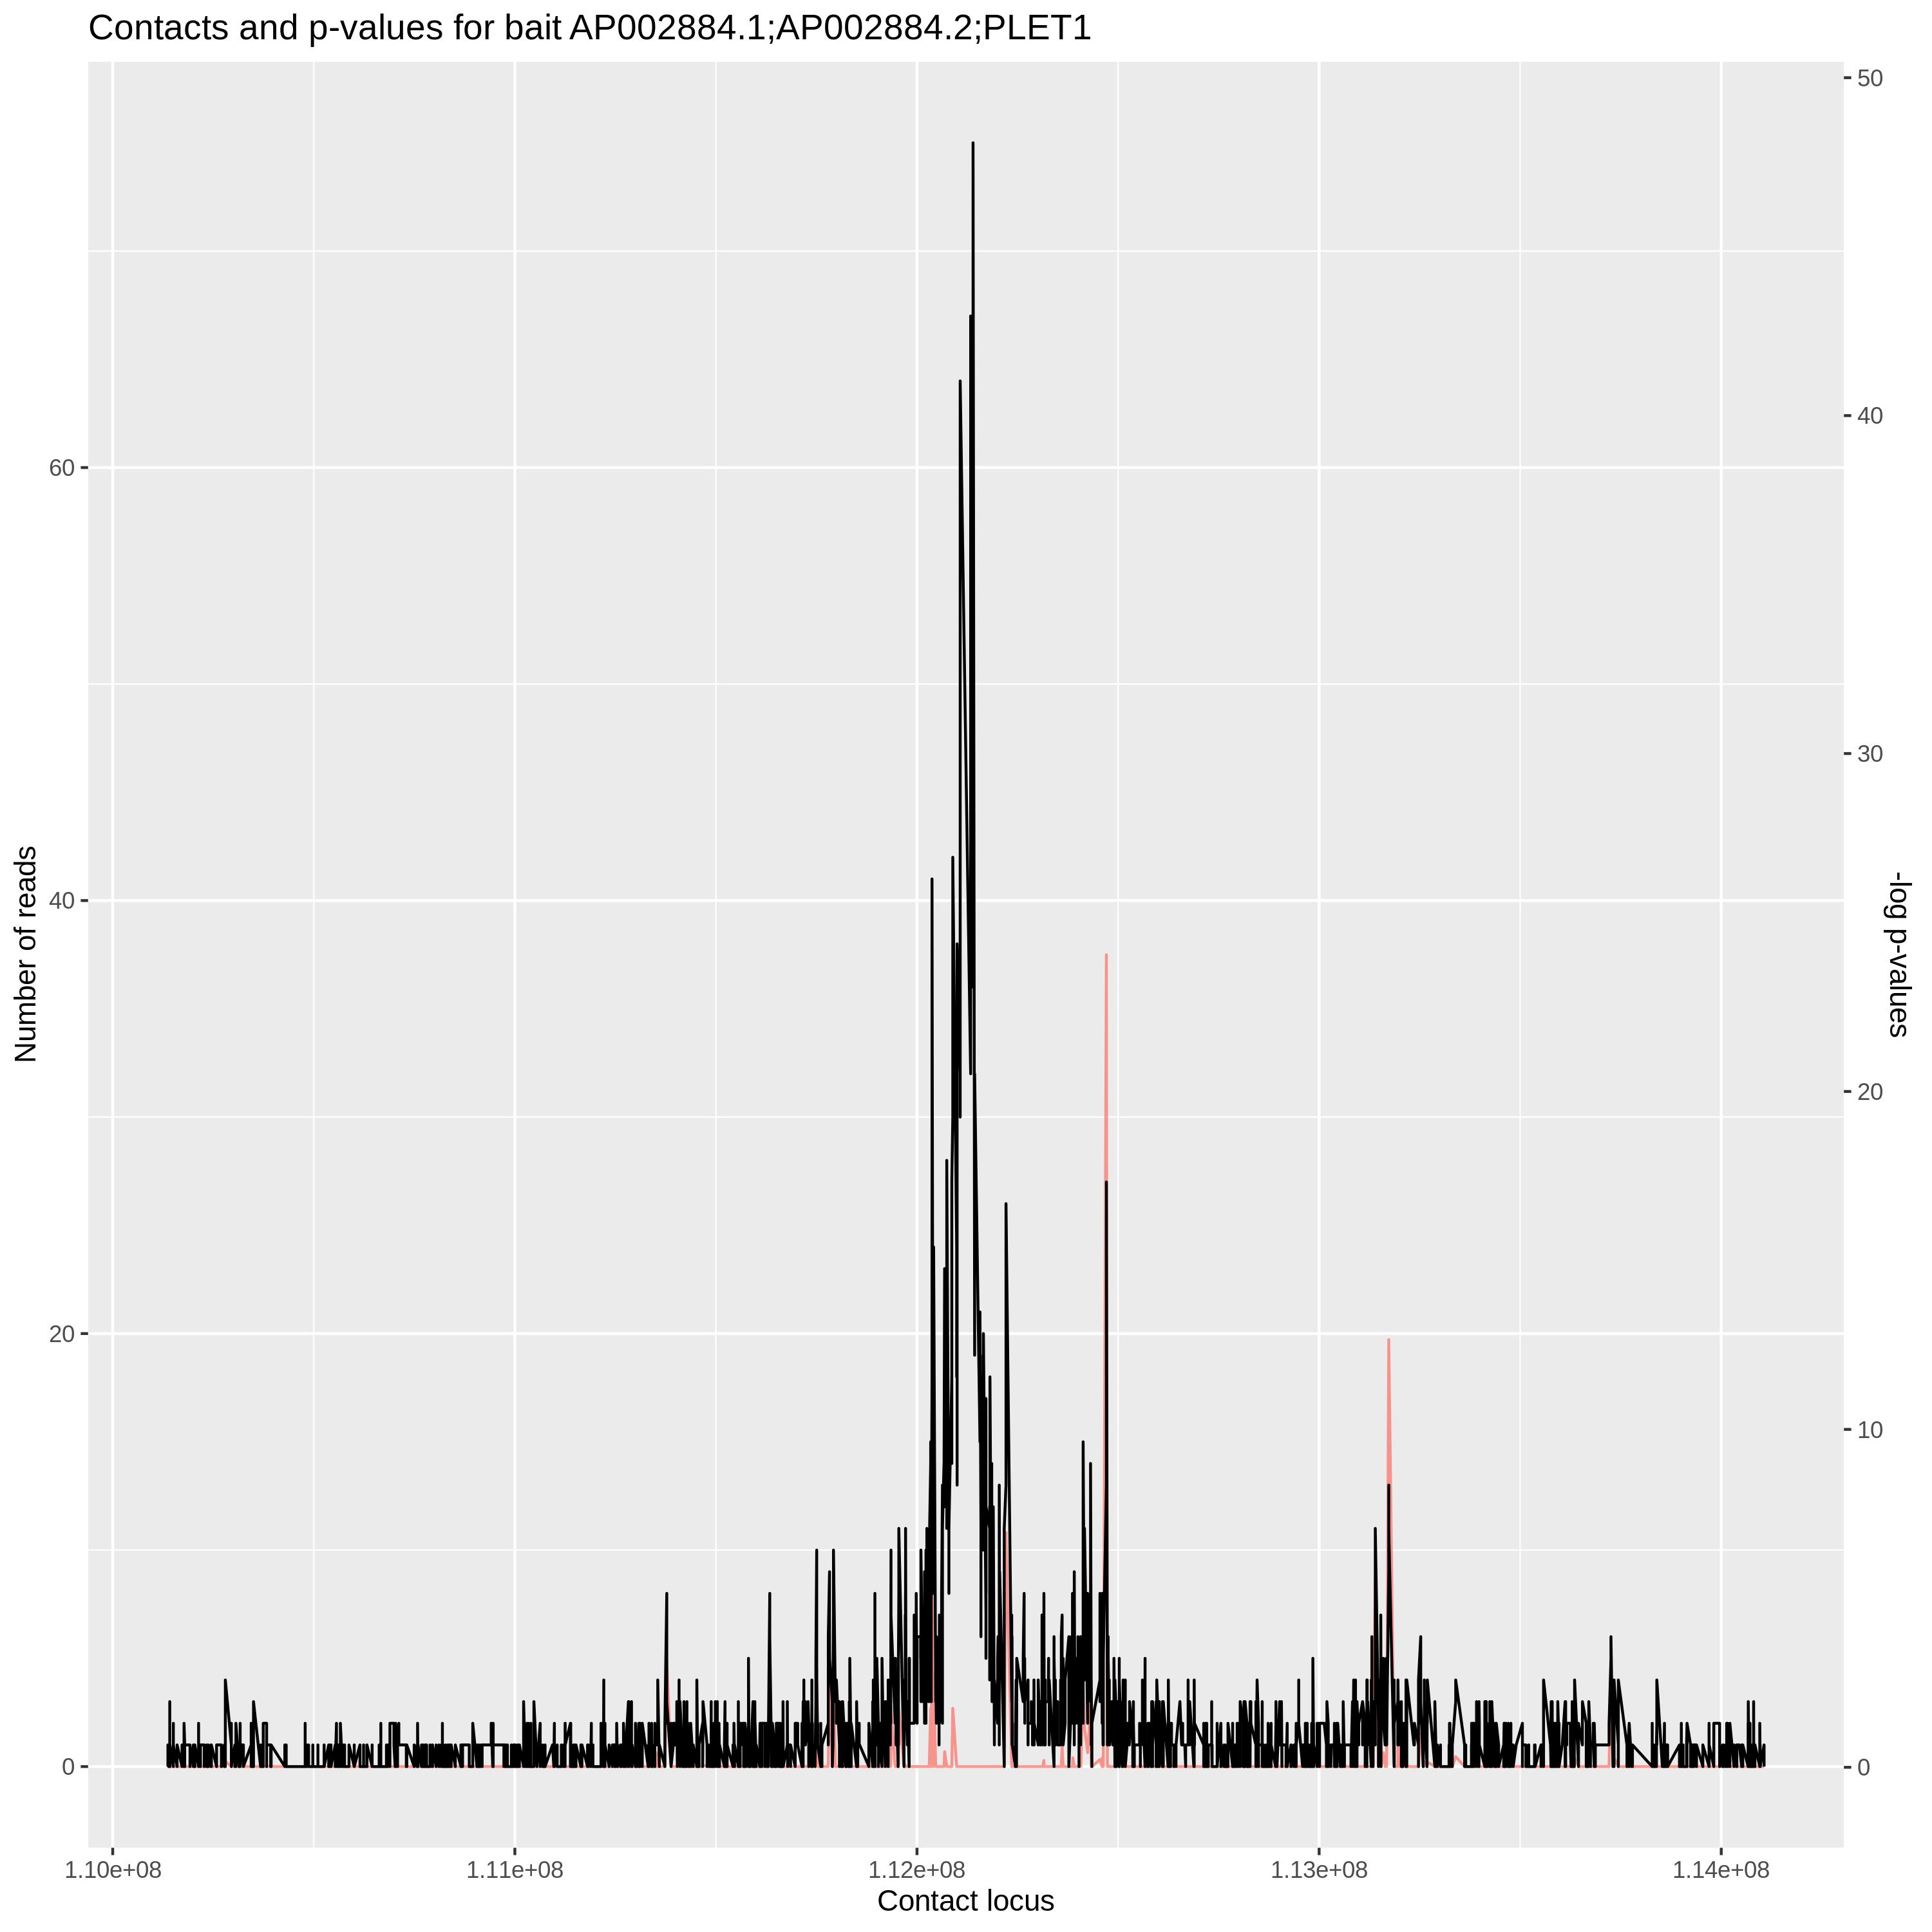 Contacts and p-values for bait AP002884.1;AP002884.2;PLET1
50
40
60
30
40
20
20
10
0
0
Number of reads
-log p-values
1.10e+08
1.11e+08
1.12e+08
1.13e+08
1.14e+08
Contact locus